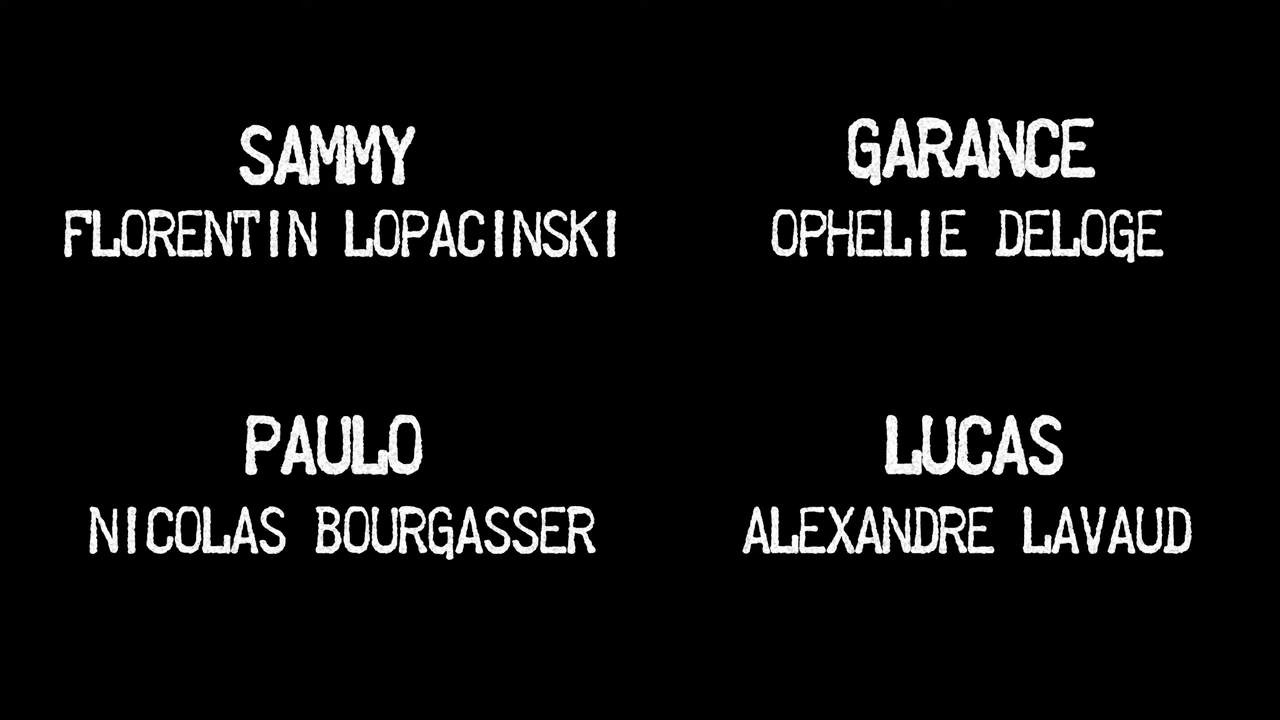 SAMMY
FLORENTIN LOPACINSKI
GARANCE
OPHELIE DELOGE
PAULO
NICOLAS BOURGASSER
LUCAS
ALEXANDRE LAVAUD